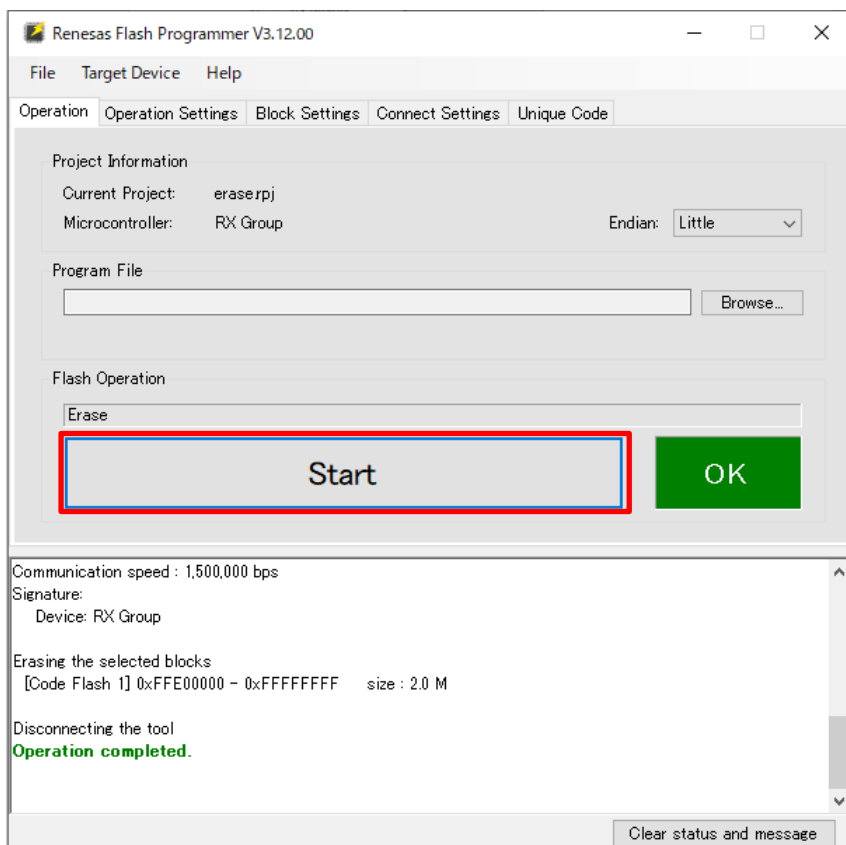 Renesas Flash Programmer V3.12.00
File Target Device Help
Operation Operation Settings Block Settings Connect Settings Unique Code
Project Information
Current Project: erase.rpj
Microcontroller: RX Group Endian: Little
Program File
Browse...
Flash Operation
Erase
Start OK
Communication speed : 1,500,000 bps
Signature:
Device: RX Group
Erasing the selected blocks
[Code Flash 1] 0xFFE00000 - 0xFFFFFFFF size : 2.0 M
Disconnecting the tool
Operation completed.
Clear status and message